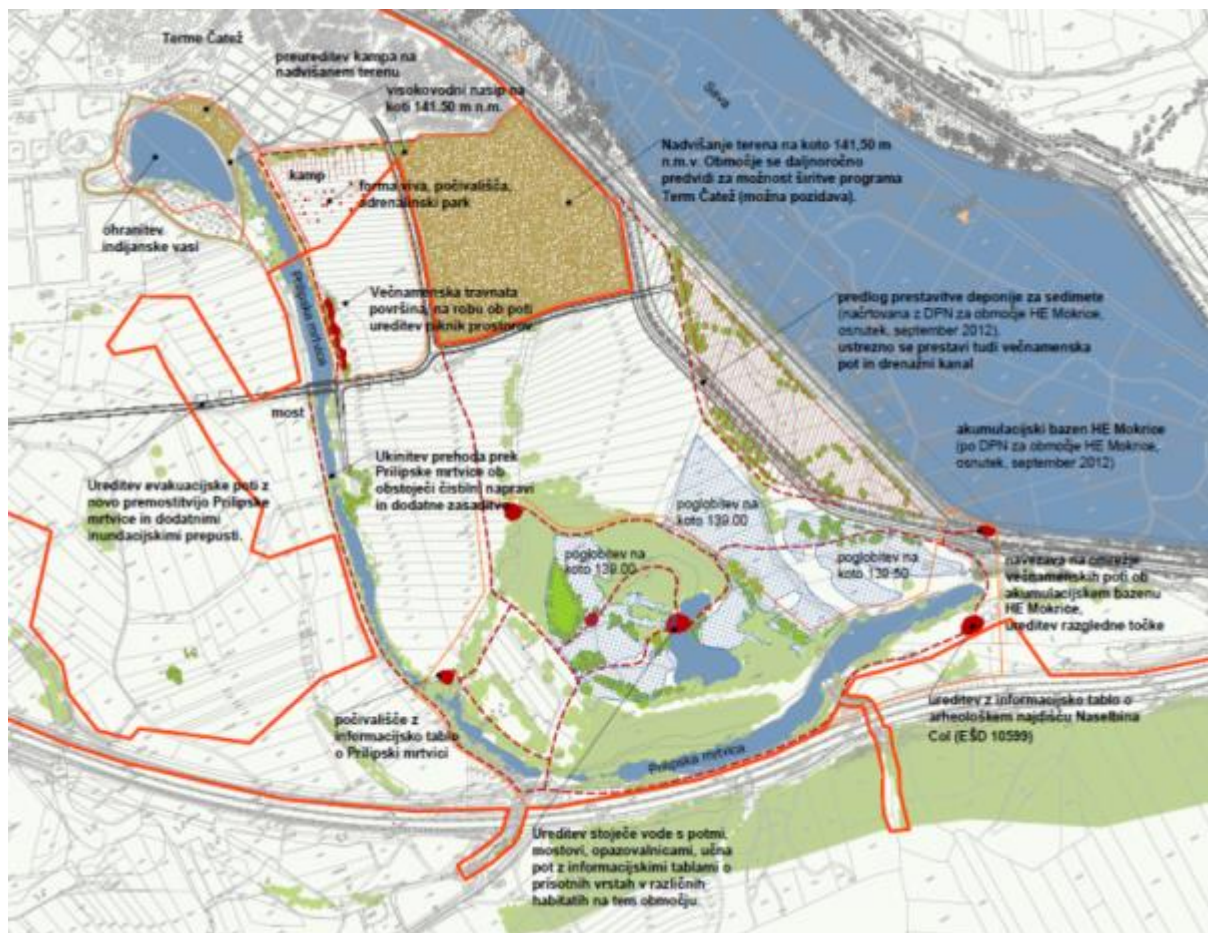 Terme Čatež
preureditev kampa na
nadvišanem terenu
visokovodni nasip na
koti 141.50 m n.m.
Sava
Nadvišanje terena na koto 141,50 m
n.m.v. Območje se daljnoročno
predvidi za možnost širitve programa
Term Čatež (možna pozidava).
kamp
forma viva, počivališča,
adrenalinski park
ohranitev
indijanske vasi
Prilipska mrtvica
Večnamenska travnata
površina, na robu ob poti
ureditev piknik prostorov
predlog prestavitve deponije za sedimete
(načrtovana z DPN za območje HE Mokrice,
osnutek, september 2012).
ustrezno se prestavi tudi večnamenska
pot in drenažni kanal
most
akumulacijski bazen HE Mokrice
(po DPN za območje HE Mokrice,
osnutek, september 2012)
Ukinitev prehoda prek
Prilipske mrtvice ob
obstoječi čistilni napravi
in dodatne zasaditve
Ureditev evakuacijske poti z
novo premostitvijo Prilipske
mrtvice in dodatnimi
inundacijskimi prepusti.
poglobitev na
koto 139.00
poglobitev na
koto 139.00
poglobitev na
koto 139.50
navezava na omrežje
večnamenskih poti ob
akumulacijskem bazenu
HE Mokrice,
ureditev razgledne točke
počivališče z
informacijsko tablo
o Prilipski mrtvici
Prilipska mrtvica
ureditev z informacijsko tablo o
arheološkem najdišču Naselbina
Col (EŠD 10599)
Ureditev stoječe vode s potmi,
mostovi, opazovalnicami, učna
pot z informacijskimi tablami o
prisotnih vrstah v različnih
habitatih na tem območju.